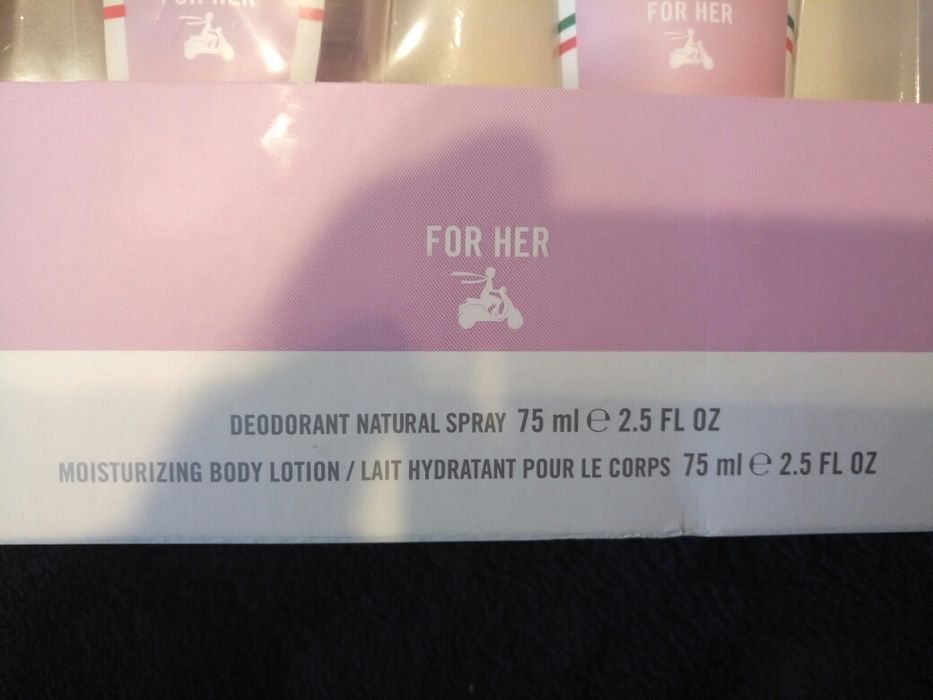 FOR HER
FOR HER
FOR HER
DEODORANT NATURAL SPRAY 75 ml ℮ 2.5 FL OZ
MOISTURIZING BODY LOTION / LAIT HYDRATANT POUR LE CORPS 75 ml ℮ 2.5 FL OZ